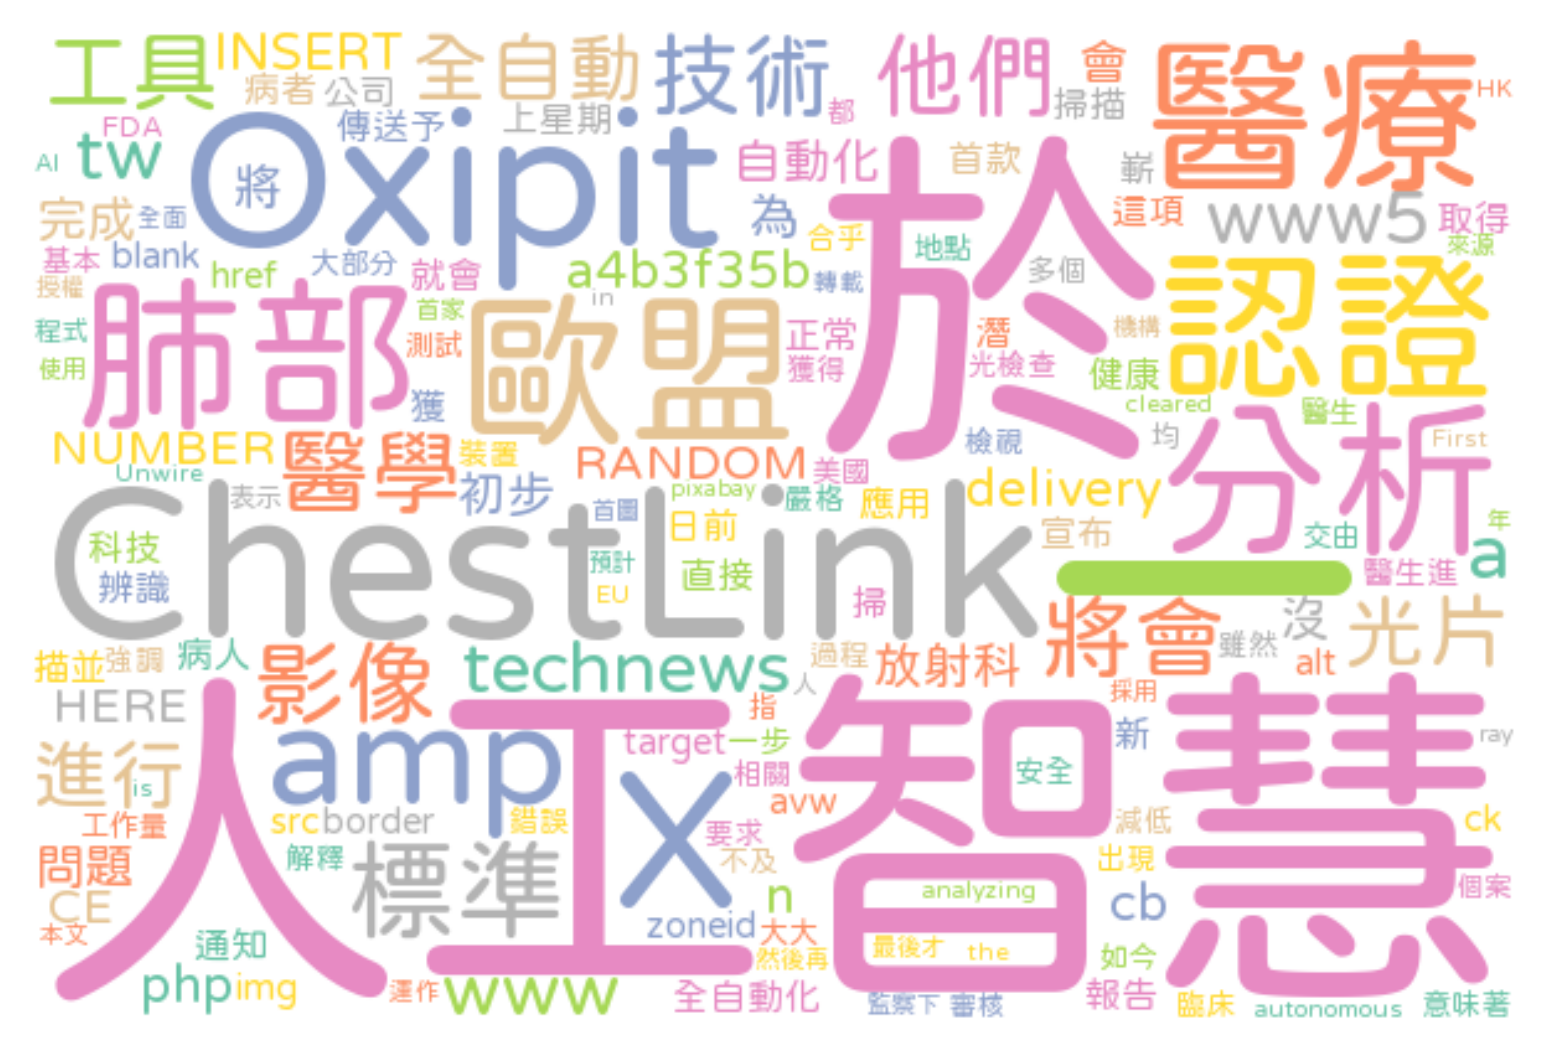 工具
INSERT
全自動
技術
他們
會
醫療
HK
病者
公司
上星期
都
掃描
FDA
傳送予
AI
tw
Oxipit
將
自動化
首款
嶄
完成
全面
為
合乎
地點
這項
www5
取得
來源
基本
blank
href
大部分
就會
a4b3f35b
轉載
多個
授權
肺部
首家
in
歐盟
於
認證
程式
測試
正常
潛
機構
使用
獲得
光檢查
健康
獲
cleared
醫生
NUMBER
醫學
裝置
RANDOM
美國
檢視
均
分析
First
Unwire
表示
初步
pixabay
嚴格
應用
delivery
首圖
日前
宣布
年
ChestLink
科技
辨識
預計
EU
直接
掃
一
交由
a
醫生進
描並
強調
病人
影像
technews
過程
人
放射科
將會
沒
雖然
光片
alt
HERE
指
採用
人工智慧
進行
is
amp
target
一步
相關
安全
新
ray
工作量
src
border
錯誤
X
avw
要求
減低
ck
問題
解釋
標準
不及
出現
CE
n
analyzing
cb
個案
本文
通知
zoneid
大大
然後再
最後才
the
如今
php
img
運作
www
全自動化
監察下
審核
報告
臨床
autonomous
意味著